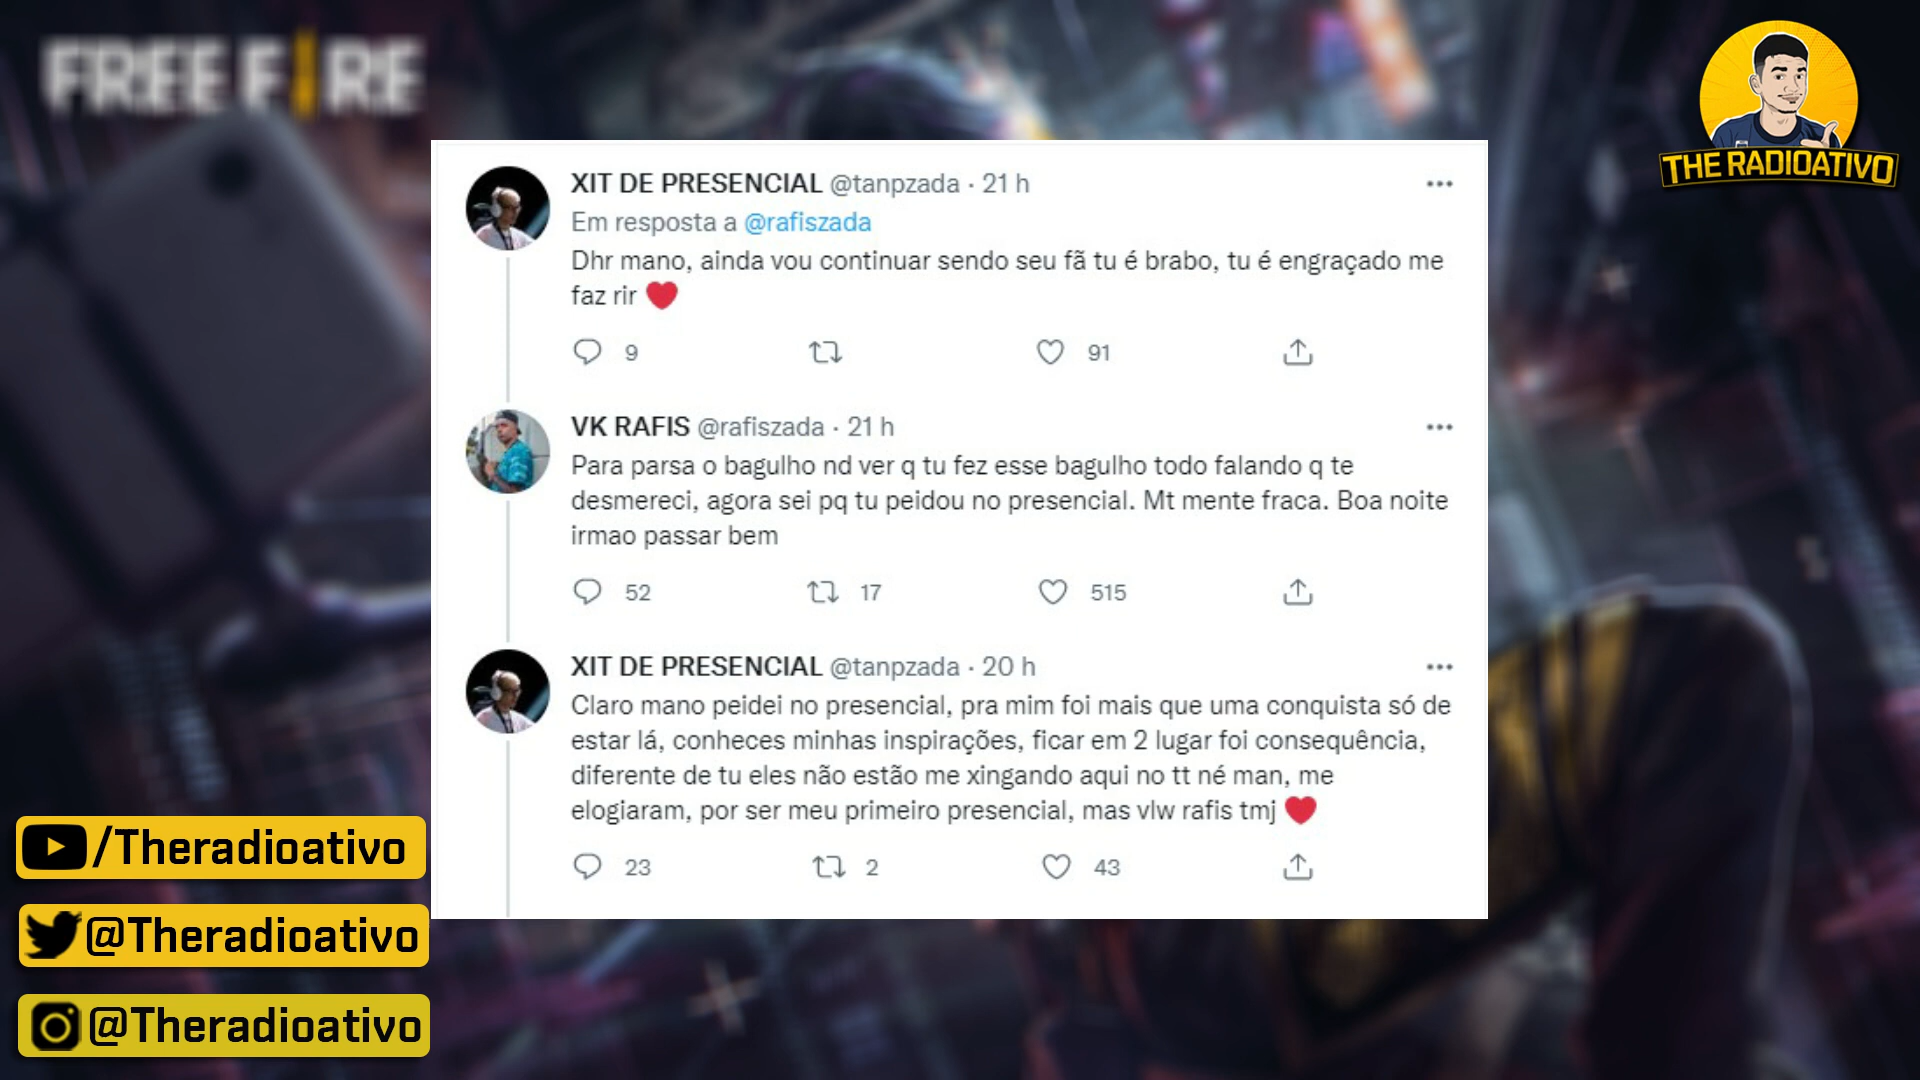 FREE FIRE
THE RADIOATIVO
XIT DE PRESENCIAL @tanpzada · 21 h
Em resposta a @rafiszada
Dhr mano, ainda vou continuar sendo seu fã tu é brabo, tu é engraçado me
faz rir ❤️
9 91
VK RAFIS @rafiszada · 21 h
Para parsa o bagulho nd ver q tu fez esse bagulho todo falando q te
desmereci, agora sei pq tu peidou no presencial. Mt mente fraca. Boa noite
irmao passar bem
52 17 515
XIT DE PRESENCIAL @tanpzada · 20 h
Claro mano peidei no presencial, pra mim foi mais que uma conquista só de
estar lá, conheces minhas inspirações, ficar em 2 lugar foi consequência,
diferente de tu eles não estão me xingando aqui no tt né man, me
elogiaram, por ser meu primeiro presencial, mas vlw rafis tmj ❤️
23 2 43
/Theradioativo
@Theradioativo
@Theradioativo